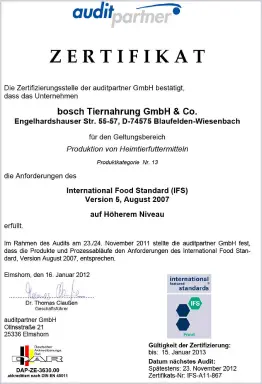 auditpartner
ZERTIFIKAT
Die Zertifizierungsstelle der auditpartner GmbH bestätigt,
dass das Unternehmen
bosch Tiernahrung GmbH & Co.
Engelhardshauser Str. 55-57, D-74575 Blaufelden-Wiesenbach
für den Geltungsbereich
Produktion von Heimtierfuttermitteln
Produktkategorie Nr. 13
die Anforderungen des
International Food Standard (IFS)
Version 5, August 2007
auf Höherem Niveau
erfüllt.
Im Rahmen des Audits am 23./24. November 2011 stellte die auditpartner GmbH fest,
dass die Produkte und Prozessabläufe den Anforderungen des International Food Stan-
dard, Version August 2007, entsprechen.
Elmshorn, den 16. Januar 2012
Dr. Thomas Claußen
Geschäftsführer
auditpartner GmbH
Ollnsstraße 21
25336 Elmshorn
Deutscher
Akkreditierungs
Rat
DAR
DAP-ZE-3630.00
akkreditiert nach DIN EN 45011
international
featured
standards
IFS
Food
Gültigkeit der Zertifizierung:
bis: 15. Januar 2013
Datum nächstes Audit:
Spätestens: 23. November 2012
Zertifikats-Nr: IFS-A11-867